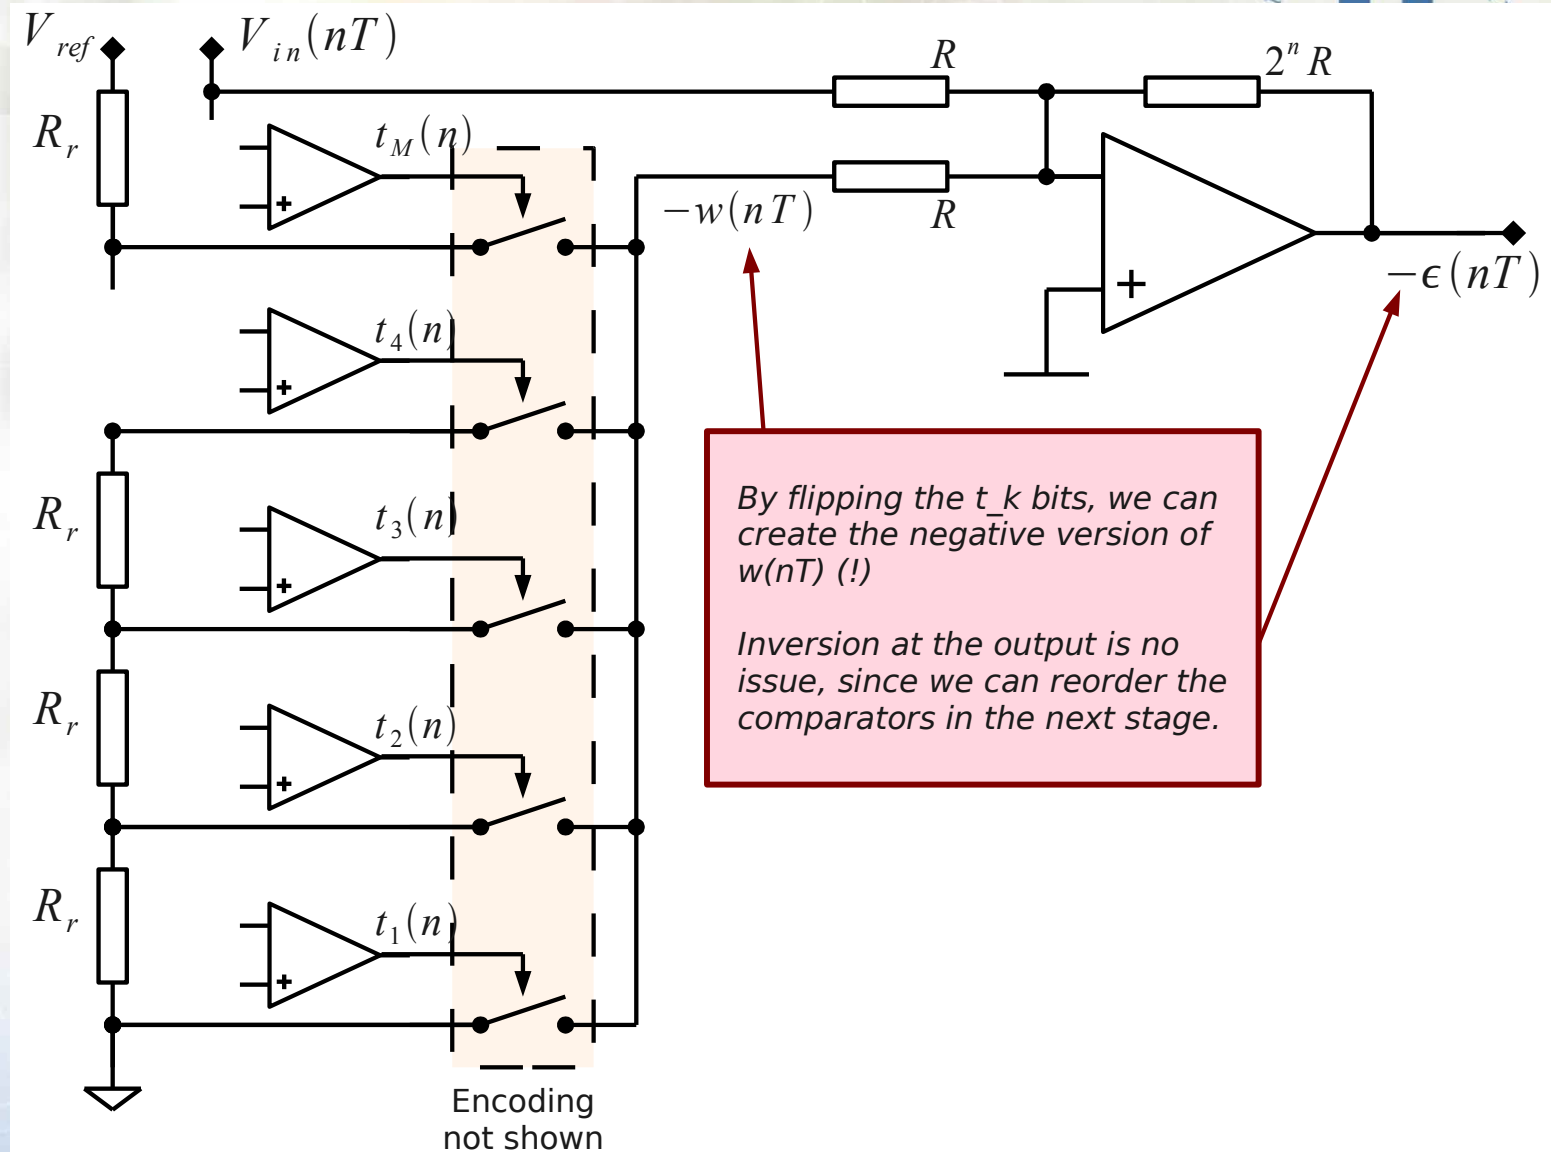 V_ref
V_in(nT)
R
2^n R
R_r
t_M(n)
−w(nT)
R
−ϵ(nT)
+
+
t_4(n)
+
By flipping the t_k bits, we can
create the negative version of
w(nT) (!)
Inversion at the output is no
issue, since we can reorder the
comparators in the next stage.
R_r
t_3(n)
+
R_r
t_2(n)
+
R_r
t_1(n)
+
Encoding
not shown